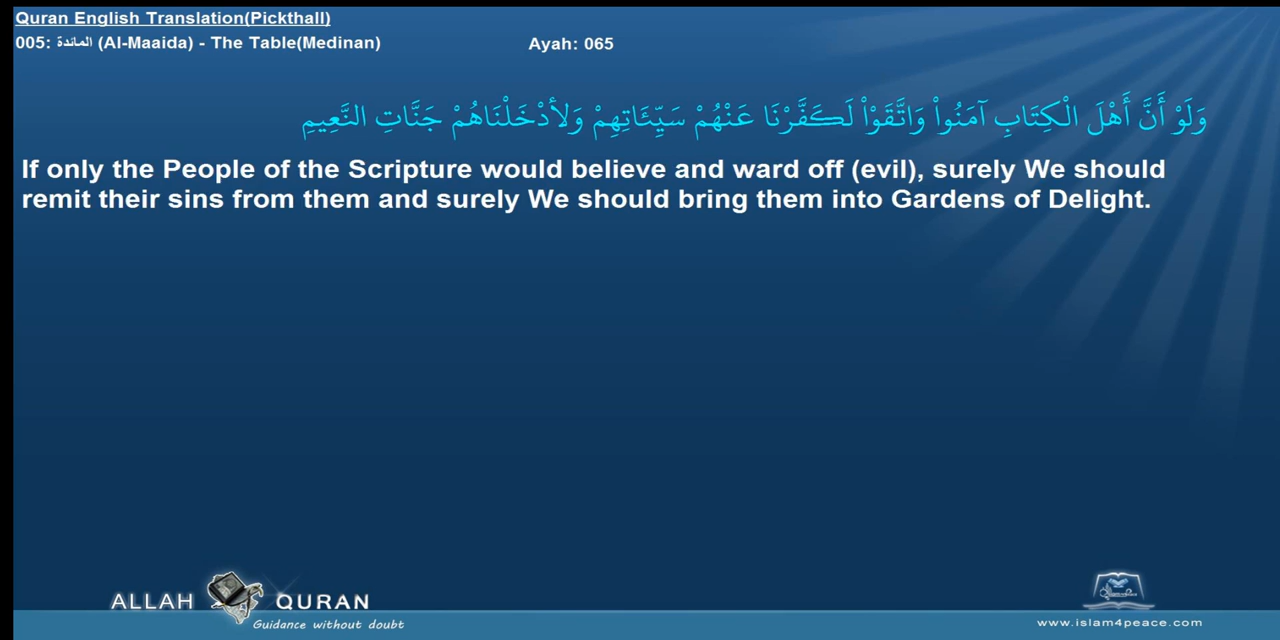 Quran English Translation(Pickthall)
005: المائدة (Al-Maaida) - The Table(Medinan) Ayah: 065
وَلَوْ أَنَّ أَهْلَ الْكِتَابِ آمَنُواْ وَاتَّقَوْاْ لَكَفَّرْنَا عَنْهُمْ سَيِّئَاتِهِمْ وَلأدْخَلْنَاهُمْ جَنَّاتِ النَّعِيمِ
If only the People of the Scripture would believe and ward off (evil), surely We should
remit their sins from them and surely We should bring them into Gardens of Delight.
ALLAH QURAN
Guidance without doubt
www.islam4peace.com